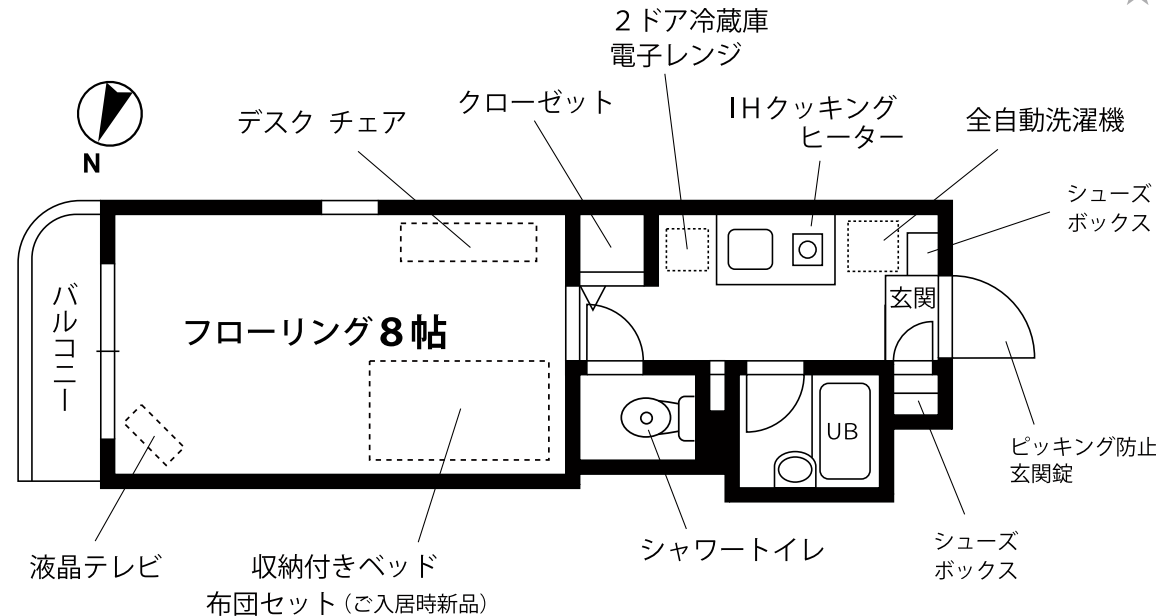 2ドア冷蔵庫
電子レンジ
クローゼット
IHクッキング
ヒーター
デスク チェア
全自動洗濯機
N
シューズ
ボックス
玄関
バルコニー
フローリング8帖
UB
ピッキング防止
玄関錠
液晶テレビ
収納付きベッド
布団セット(ご入居時新品)
シャワートイレ
シューズ
ボックス